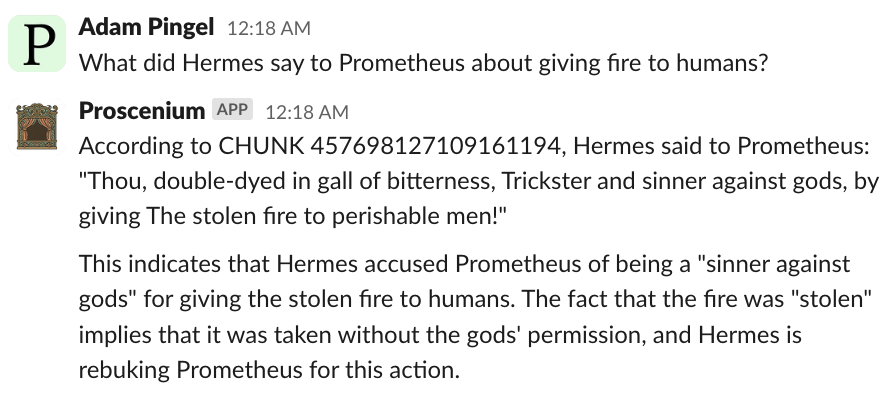 P
Adam Pingel 12:18 AM
What did Hermes say to Prometheus about giving fire to humans?
Proscenium APP 12:18 AM
According to CHUNK 457698127109161194, Hermes said to Prometheus:
"Thou, double-dyed in gall of bitterness, Trickster and sinner against gods, by
giving The stolen fire to perishable men!"
This indicates that Hermes accused Prometheus of being a "sinner against
gods" for giving the stolen fire to humans. The fact that the fire was "stolen"
implies that it was taken without the gods' permission, and Hermes is
rebuking Prometheus for this action.